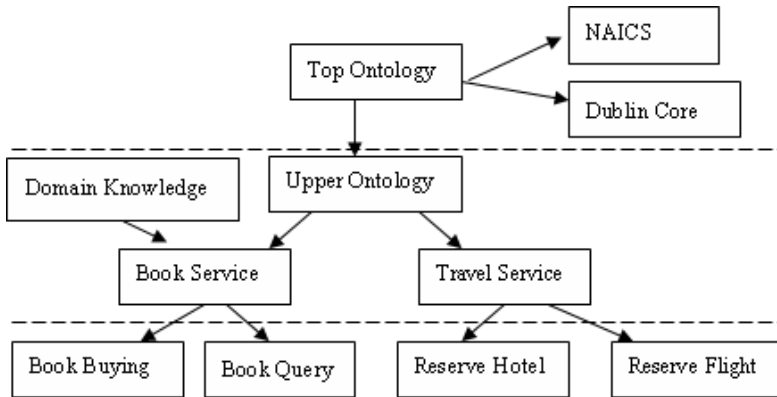 NAICS
Top Ontology
Dublin Core
Domain Knowledge
Upper Ontology
Book Service
Travel Service
Book Buying
Book Query
Reserve Hotel
Reserve Flight